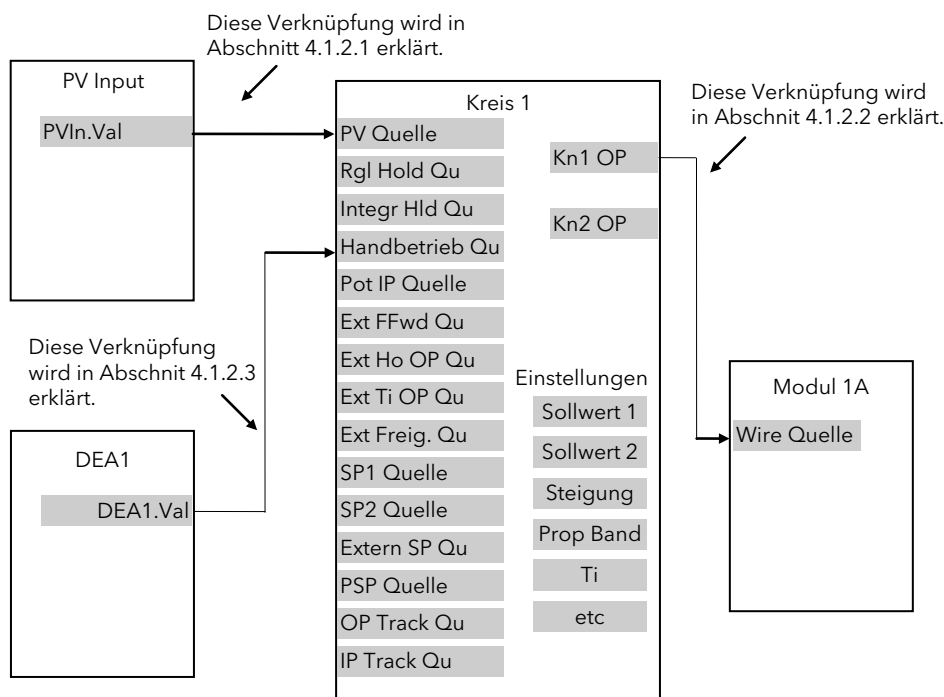 Diese Verknüpfung wird in
Abschnitt 4.1.2.1 erklärt.
PV Input
PVIn.Val
Kreis 1
PV Quelle
Rgl Hold Qu
Integr Hld Qu
Handbetrieb Qu
Pot IP Quelle
Ext FFwd Qu
Ext Ho OP Qu
Ext Ti OP Qu
Ext Freig. Qu
SP1 Quelle
SP2 Quelle
Extern SP Qu
PSP Quelle
OP Track Qu
IP Track Qu
Kn1 OP
Kn2 OP
Einstellungen
Sollwert 1
Sollwert 2
Steigung
Prop Band
Ti
etc
Diese Verknüpfung wird
in Abschnit 4.1.2.2 erklärt.
Diese Verknüpfung
wird in Abschnit 4.1.2.3
erklärt.
DEA1
DEA1.Val
Modul 1A
Wire Quelle